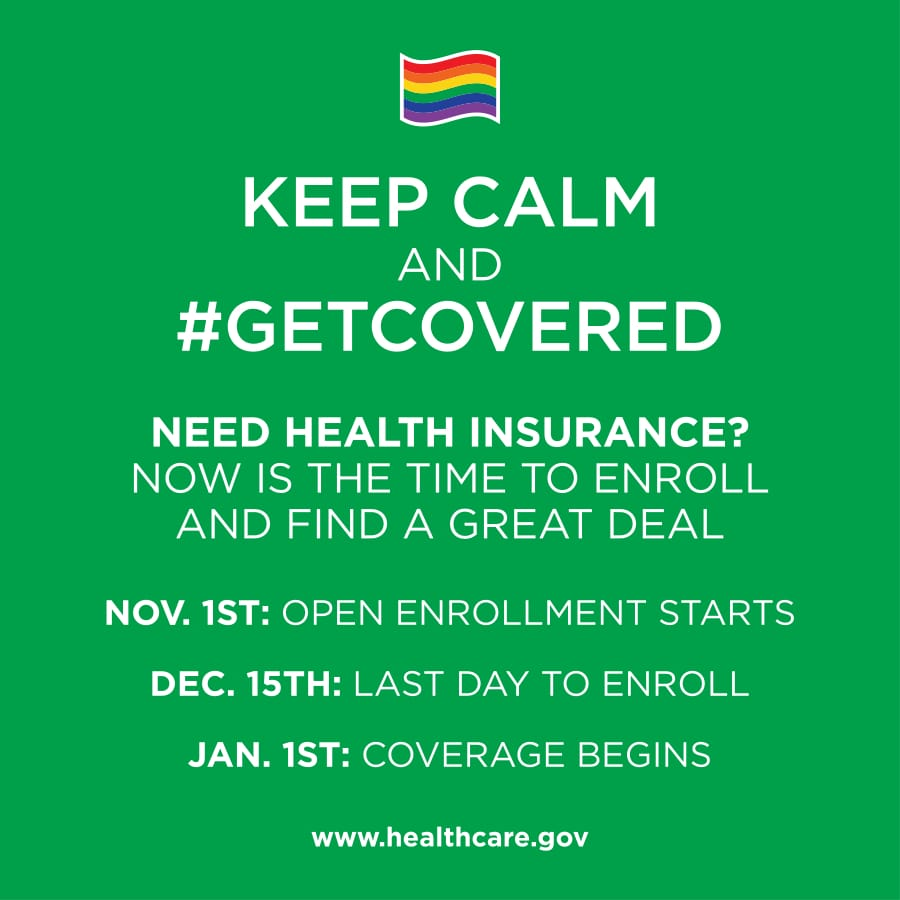 KEEP CALM
AND
#GETCOVERED
NEED HEALTH INSURANCE?
NOW IS THE TIME TO ENROLL
AND FIND A GREAT DEAL
NOV. 1ST: OPEN ENROLLMENT STARTS
DEC. 15TH: LAST DAY TO ENROLL
JAN. 1ST: COVERAGE BEGINS
www.healthcare.gov